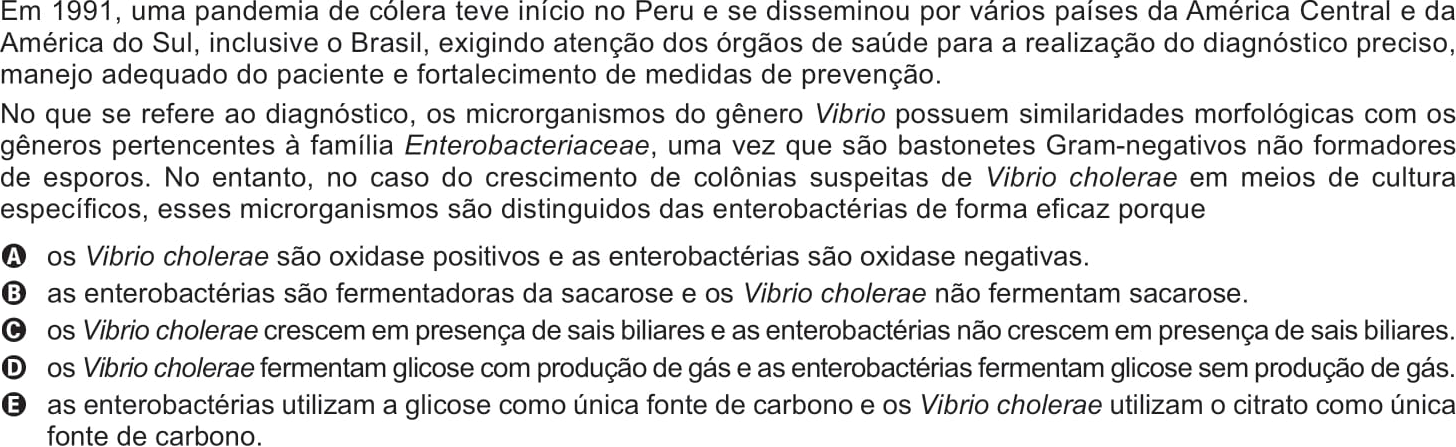 Em 1991, uma pandemia de cólera teve início no Peru e se disseminou por vários países da América Central e da
América do Sul, inclusive o Brasil, exigindo atenção dos órgãos de saúde para a realização do diagnóstico preciso,
manejo adequado do paciente e fortalecimento de medidas de prevenção.
No que se refere ao diagnóstico, os microrganismos do gênero Vibrio possuem similaridades morfológicas com os
gêneros pertencentes à família Enterobacteriaceae, uma vez que são bastonetes Gram-negativos não formadores
de esporos. No entanto, no caso do crescimento de colônias suspeitas de Vibrio cholerae em meios de cultura
específicos, esses microrganismos são distinguidos das enterobactérias de forma eficaz porque
A os Vibrio cholerae são oxidase positivos e as enterobactérias são oxidase negativas.
B as enterobactérias são fermentadoras da sacarose e os Vibrio cholerae não fermentam sacarose.
C os Vibrio cholerae crescem em presença de sais biliares e as enterobactérias não crescem em presença de sais biliares.
D os Vibrio cholerae fermentam glicose com produção de gás e as enterobactérias fermentam glicose sem produção de gás.
E as enterobactérias utilizam a glicose como única fonte de carbono e os Vibrio cholerae utilizam o citrato como única
fonte de carbono.